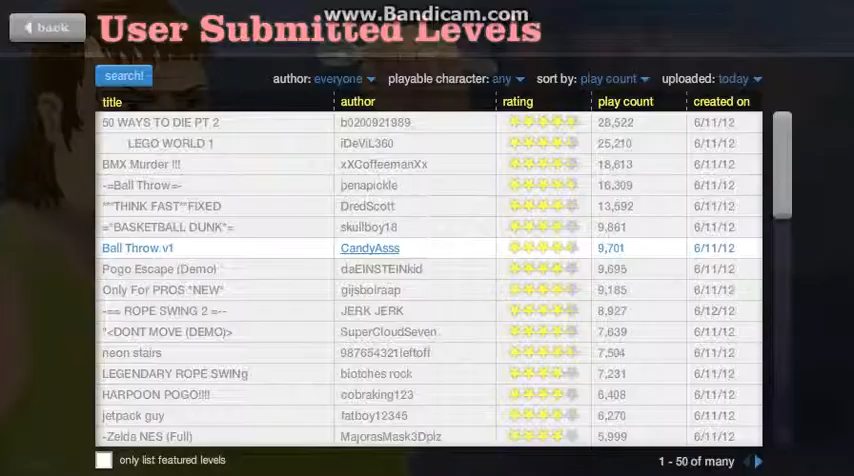 www.Bandicam.com
back
User Submitted Levels
search!
author: everyone playable character: any sort by: play count uploaded: today
title author rating play count created on
50 WAYS TO DIE PT 2 b0200921989 28,522 6/11/12
LEGO WORLD 1 iDeViL360 25,210 6/11/12
BMX Murder !!! xXCoffeemanXx 18,613 6/11/12
-=Ball Throw=- penapickle 16,309 6/11/12
***THINK FAST**FIXED DredScott 13,592 6/11/12
=*BASKETBALL DUNK*= skullboy18 9,861 6/11/12
Ball Throw.v1 CandyAsss 9,701 6/11/12
Pogo Escape (Demo) daEINSTEINkid 9,695 6/11/12
Only For PROS *NEW* gijsbolraap 9,185 6/11/12
-== ROPE SWING 2 =-- JERK JERK 8,927 6/12/12
"<DONT MOVE (DEMO)> SuperCloudSeven 7,639 6/11/12
neon stairs 987654321leftoff 7,504 6/11/12
LEGENDARY ROPE SWINg biotches rock 7,231 6/11/12
HARPOON POGO!!!! cobraking123 6,408 6/11/12
jetpack guy fatboy12345 6,270 6/11/12
-Zelda NES (Full) MajorasMask3Dplz 5,999 6/11/12
only list featured levels 1 - 50 of many